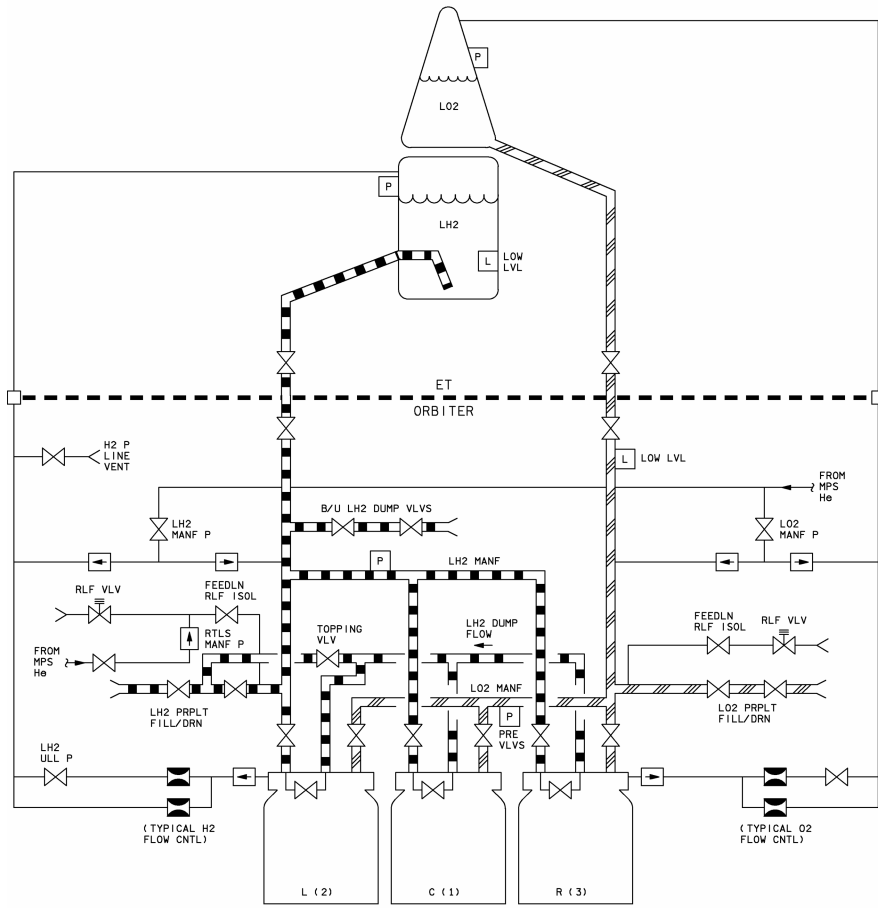 P
LO2
P
LH2
L
LOW
LVL
ET
ORBITER
H2 P
LINE
VENT
L
LOW LVL
FROM
MPS
He
B/U LH2 DUMP VLVS
LH2
MANF P
LO2
MANF P
P
LH2 MANF
RLF VLV
FEEDLN
RLF ISOL
TOPPING
VLV
LH2 DUMP
FLOW
FEEDLN
RLF ISOL
RLF VLV
RTLS
MANF P
FROM
MPS
He
LO2 MANF
LH2 PRPLT
FILL/DRN
P
PRE
VLVS
LO2 PRPLT
FILL/DRN
LH2
ULL P
(TYPICAL H2
FLOW CNTL)
(TYPICAL O2
FLOW CNTL)
L (2)
C (1)
R (3)